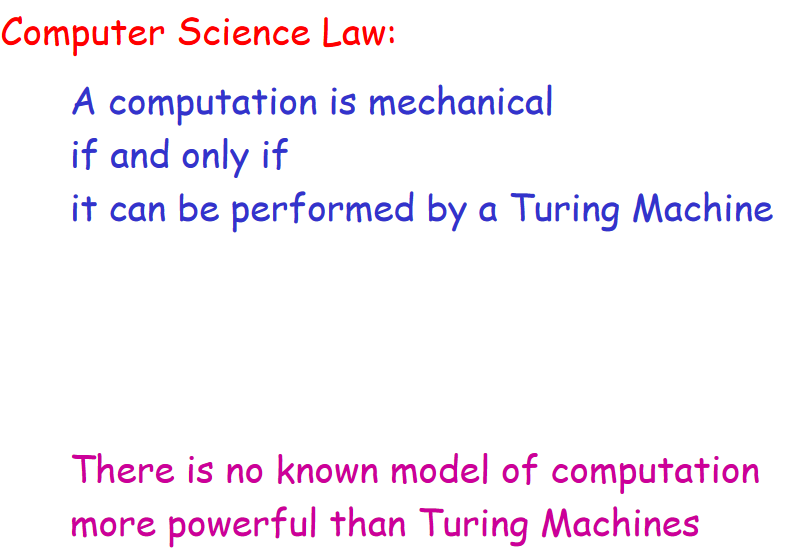 Computer Science Law:
A computation is mechanical
if and only if
it can be performed by a Turing Machine
There is no known model of computation
more powerful than Turing Machines